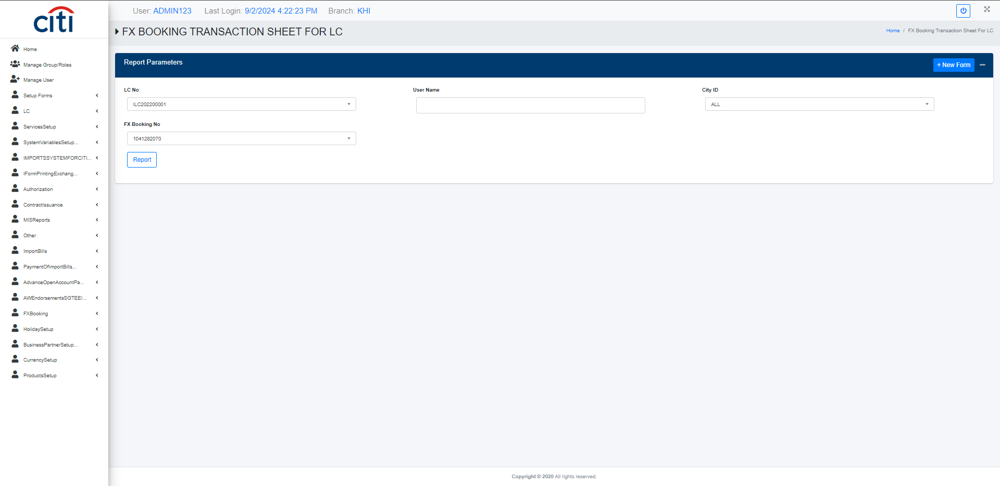 citi
User: ADMIN123 Last Login: 9/2/2024 4:22:23 PM Branch: KHI
FX BOOKING TRANSACTION SHEET FOR LC
Home / FX Booking Transaction Sheet For LC
Home
Manage Group/Roles
Manage User
Setup Forms
LC
ServicesSetup
SystemVariablesSetup...
IMPORTSSYSTEMFORCITI...
IFormPrintingExchang...
Authorization
ContractIssuance
MISReports
Other
ImportBills
PaymentOfImportBills...
AdvanceOpenAccountPa...
AWEndorsementsSGTEEI...
FXBooking
HolidaySetup
BusinessPartnerSetup...
CurrencySetup
ProductsSetup
Report Parameters
+ New Form
LC No
ILC202200001
User Name
City ID
ALL
FX Booking No
1041282070
Report
Copyright © 2020 All rights reserved.